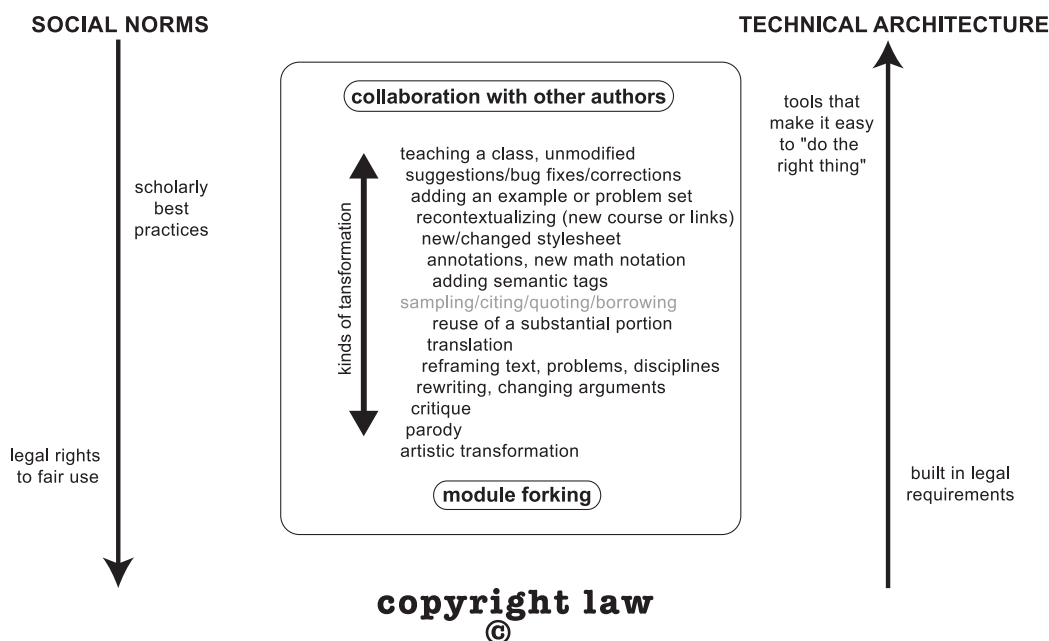 SOCIAL NORMS
TECHNICAL ARCHITECTURE
collaboration with other authors
tools that
make it easy
to "do the
right thing"
scholarly
best
practices
kinds of tansformation
teaching a class, unmodified
suggestions/bug fixes/corrections
adding an example or problem set
recontextualizing (new course or links)
new/changed stylesheet
annotations, new math notation
adding semantic tags
sampling/citing/quoting/borrowing
reuse of a substantial portion
translation
reframing text, problems, disciplines
rewriting, changing arguments
critique
parody
artistic transformation
legal rights
to fair use
built in legal
requirements
module forking
copyright law
©